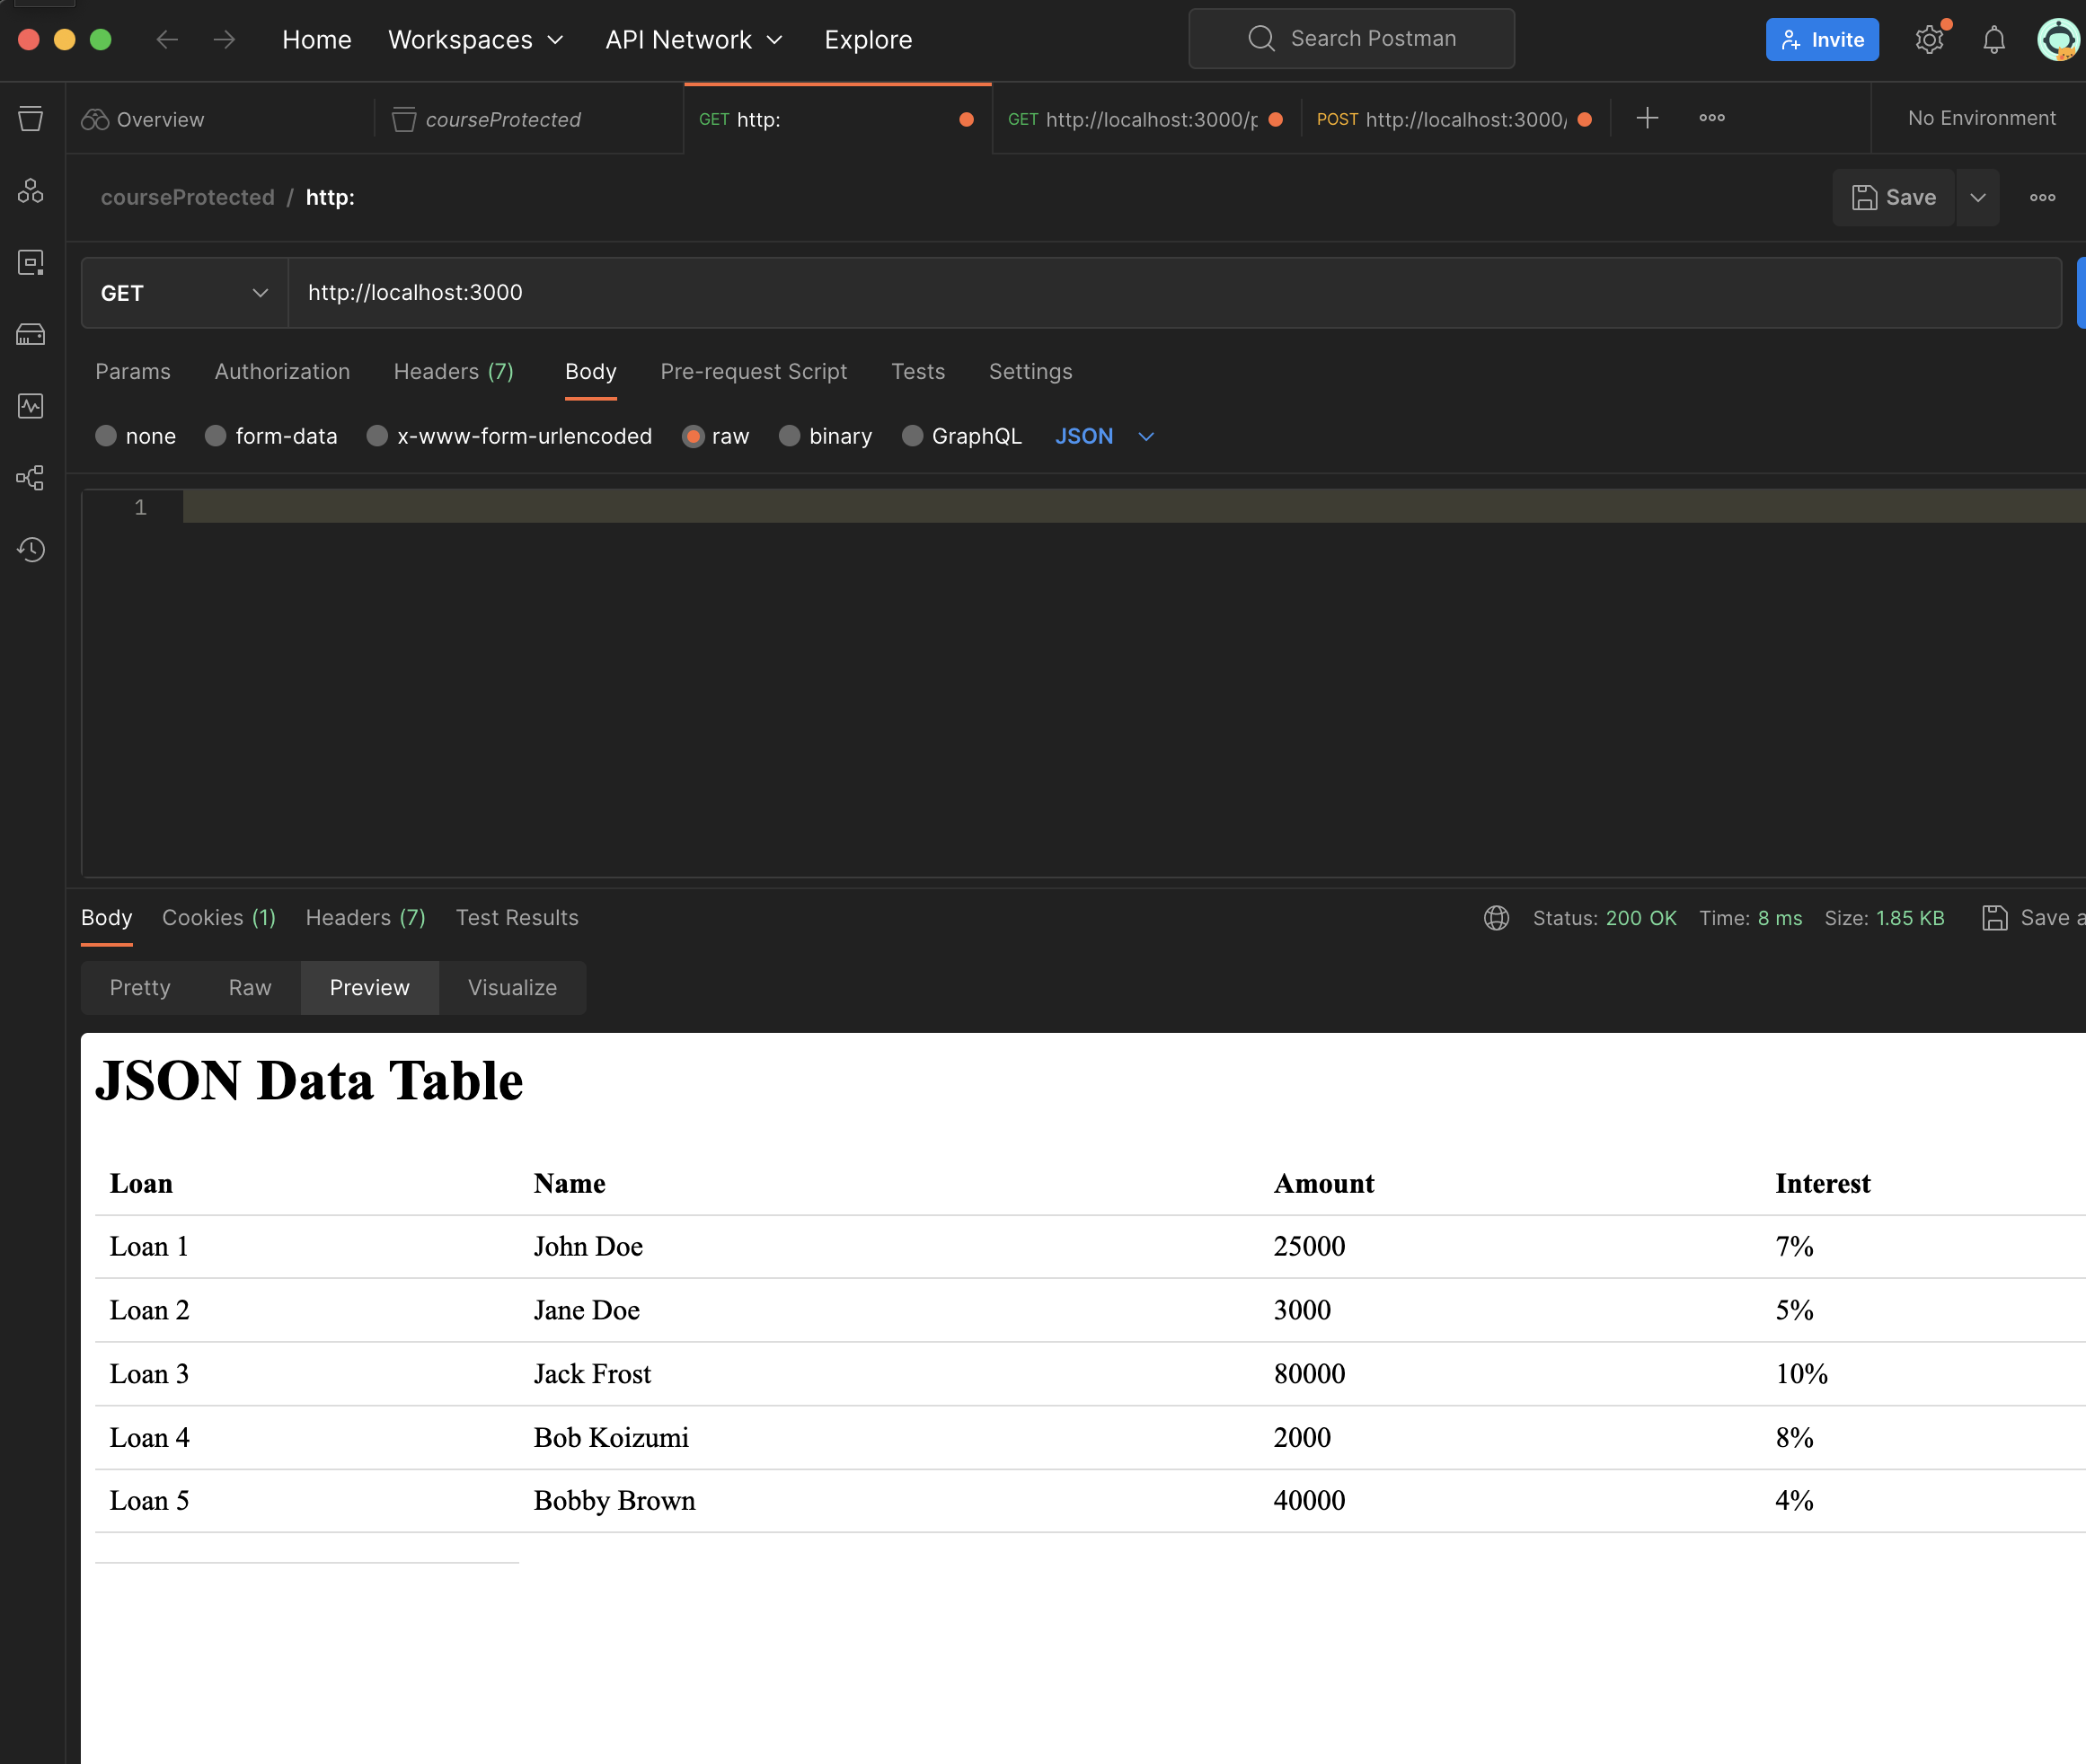 Home Workspaces API Network Explore Search Postman Invite
Overview courseProtected GET http: GET http://localhost:3000/p POST http://localhost:3000/ No Environment
courseProtected / http: Save
GET http://localhost:3000
Params Authorization Headers (7) Body Pre-request Script Tests Settings
none form-data x-www-form-urlencoded raw binary GraphQL JSON
1
Body Cookies (1) Headers (7) Test Results Status: 200 OK Time: 8 ms Size: 1.85 KB Save a
Pretty Raw Preview Visualize
JSON Data Table
Loan Name Amount Interest
Loan 1 John Doe 25000 7%
Loan 2 Jane Doe 3000 5%
Loan 3 Jack Frost 80000 10%
Loan 4 Bob Koizumi 2000 8%
Loan 5 Bobby Brown 40000 4%